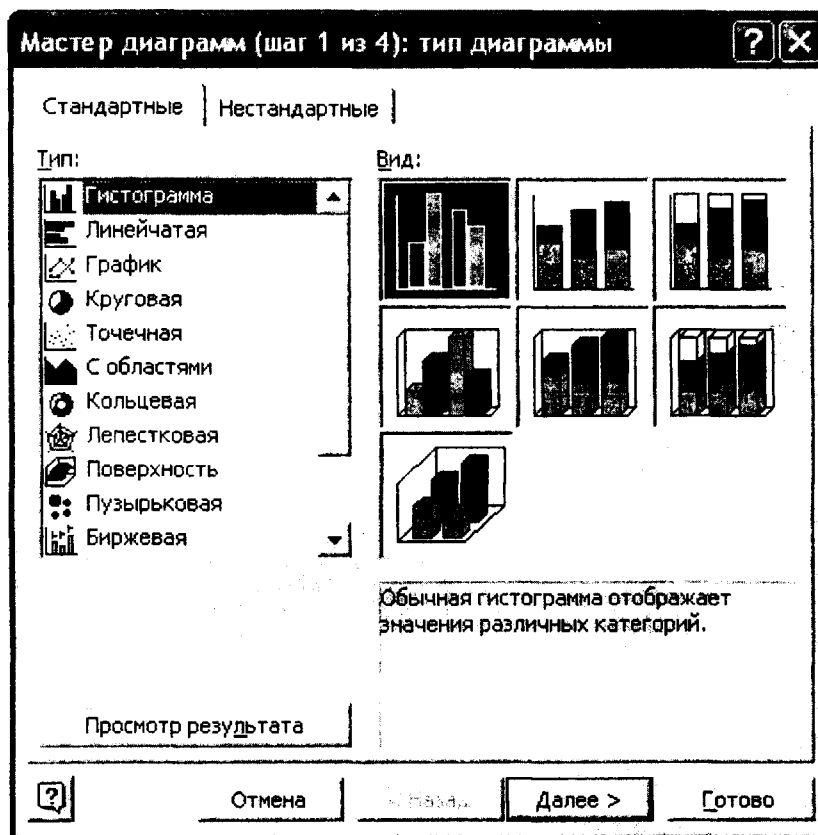 Мастер диаграмм (шаг 1 из 4): тип диаграммы
Стандартные
Нестандартные
Тип:
Гистограмма
Линейчатая
График
Круговая
Точечная
С областями
Кольцевая
Лепестковая
Поверхность
Пузырьковая
Биржевая
Вид:
Обычная гистограмма отображает
значения различных категорий.
Просмотр результата
Отмена
< Назад
Далее >
Готово